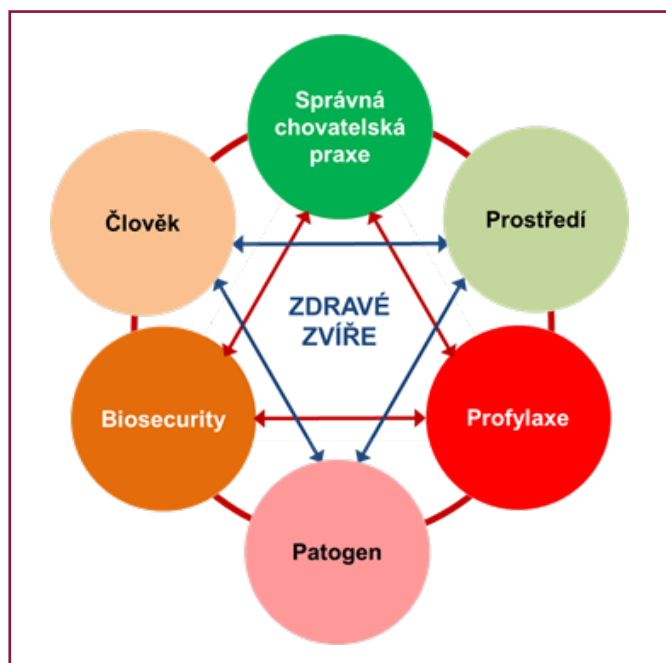 Správná
chovatelská
praxe
Člověk
Prostředí
ZDRAVÉ
ZVÍŘE
Biosecurity
Profylaxe
Patogen